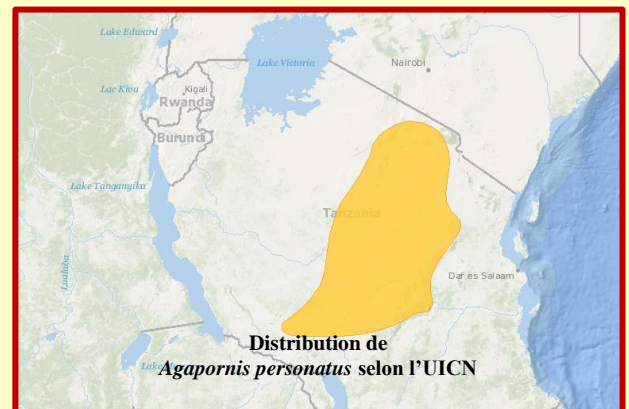 Lake Edward
Lake Victoria
Nairobi
Lac Kivu
Kigali
Rwanda
Burundi
Lake Tanganyika
Tanzania
Lualaba
Dar es Salaam
Distribution de
Agapornis personatus selon l'UICN